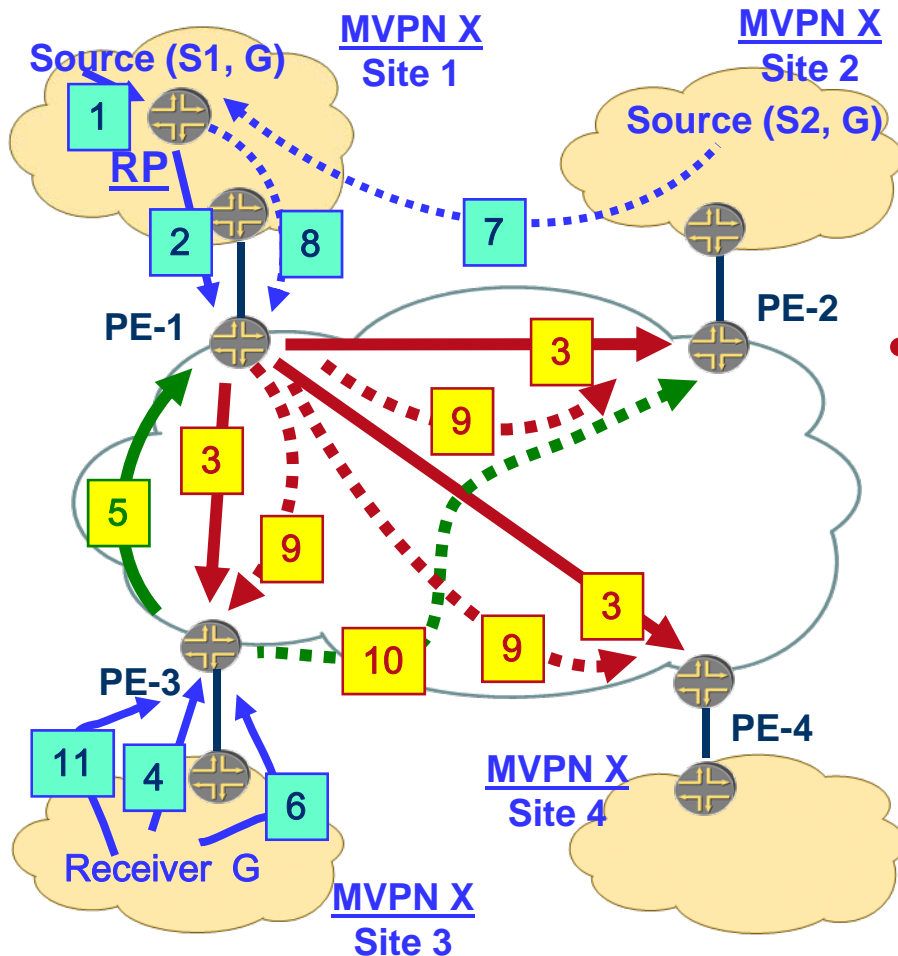 MVPN X
Site 1
MVPN X
Site 2
Source (S1, G)
Source (S2, G)
1
RP
2
8
7
PE-1
PE-2
3
9
3
5
9
3
10
9
PE-3
PE-4
11
4
6
MVPN X
Site 4
Receiver G
MVPN X
Site 3